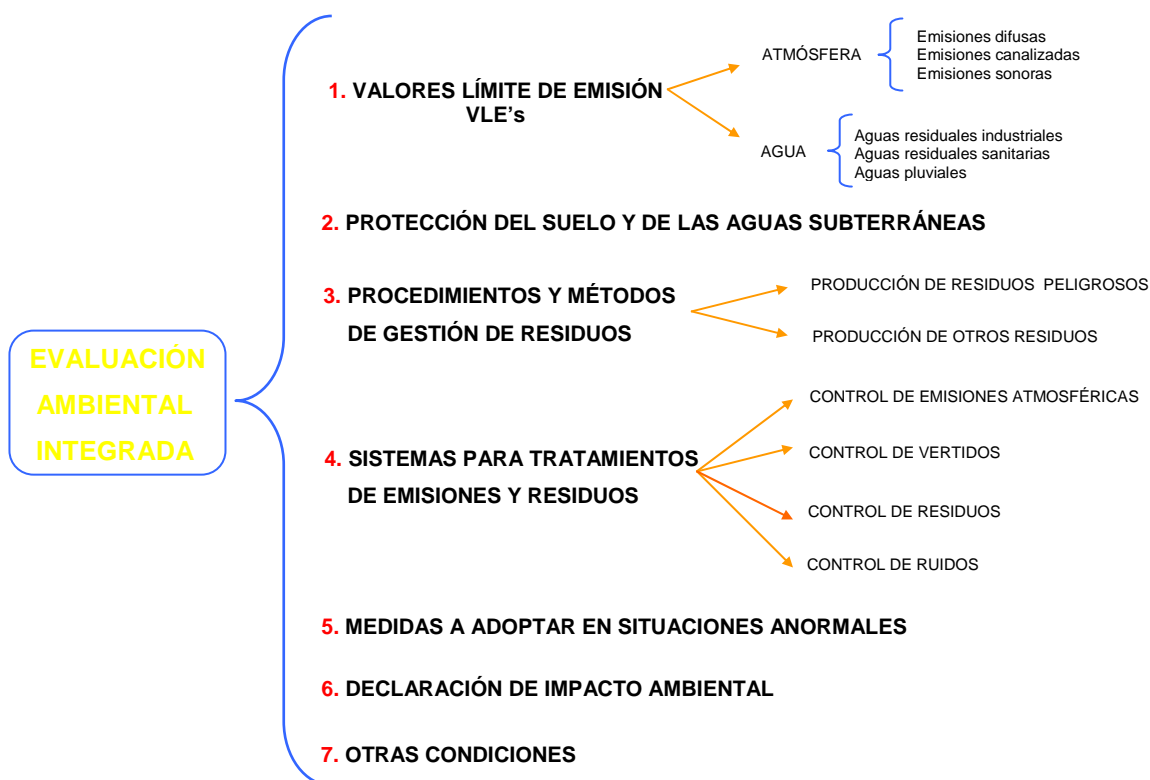 EVALUACIÓN
AMBIENTAL
INTEGRADA
1. VALORES LÍMITE DE EMISIÓN
VLE’s
ATMÓSFERA
Emisiones difusas
Emisiones canalizadas
Emisiones sonoras
AGUA
Aguas residuales industriales
Aguas residuales sanitarias
Aguas pluviales
2. PROTECCIÓN DEL SUELO Y DE LAS AGUAS SUBTERRÁNEAS
3. PROCEDIMIENTOS Y MÉTODOS
DE GESTIÓN DE RESIDUOS
PRODUCCIÓN DE RESIDUOS PELIGROSOS
PRODUCCIÓN DE OTROS RESIDUOS
4. SISTEMAS PARA TRATAMIENTOS
DE EMISIONES Y RESIDUOS
CONTROL DE EMISIONES ATMOSFÉRICAS
CONTROL DE VERTIDOS
CONTROL DE RESIDUOS
CONTROL DE RUIDOS
5. MEDIDAS A ADOPTAR EN SITUACIONES ANORMALES
6. DECLARACIÓN DE IMPACTO AMBIENTAL
7. OTRAS CONDICIONES